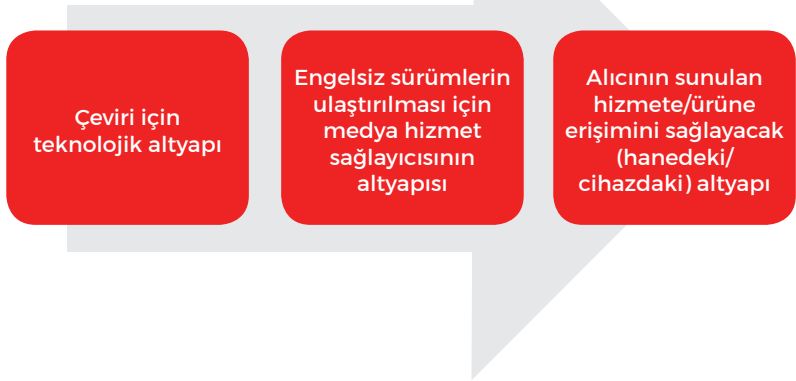 Çeviri için
teknolojik altyapı
Engelsiz sürümlerin
ulaştırılması için
medya hizmet
sağlayıcısının
altyapısı
Alıcının sunulan
hizmete/ürüne
erişimini sağlayacak
(hanedeki/
cihazdaki) altyapı